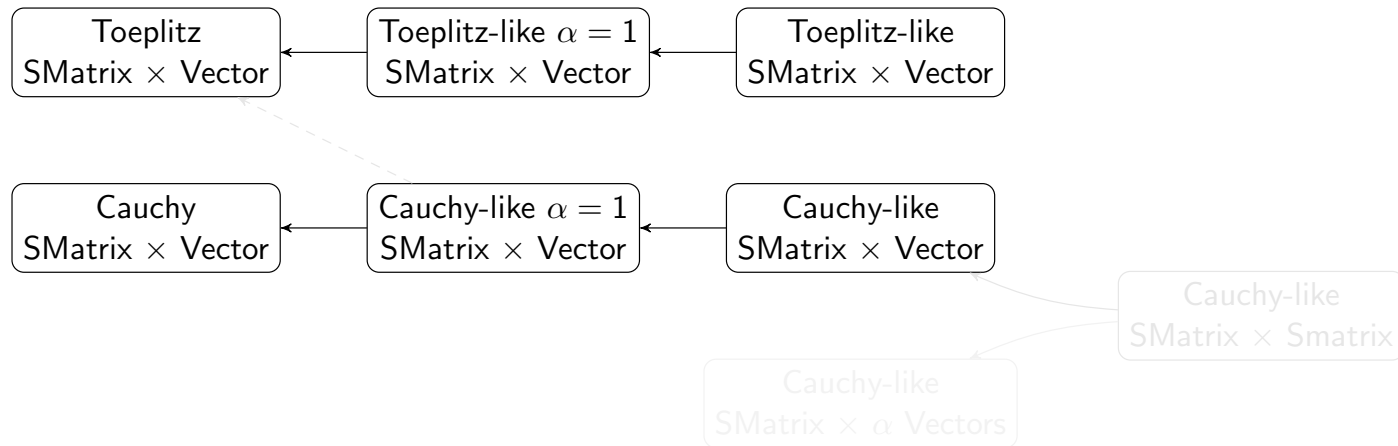 Toeplitz
SMatrix × Vector
Toeplitz-like α = 1
SMatrix × Vector
Toeplitz-like
SMatrix × Vector
Cauchy
SMatrix × Vector
Cauchy-like α = 1
SMatrix × Vector
Cauchy-like
SMatrix × Vector
Cauchy-like
SMatrix × Smatrix
Cauchy-like
SMatrix × α Vectors